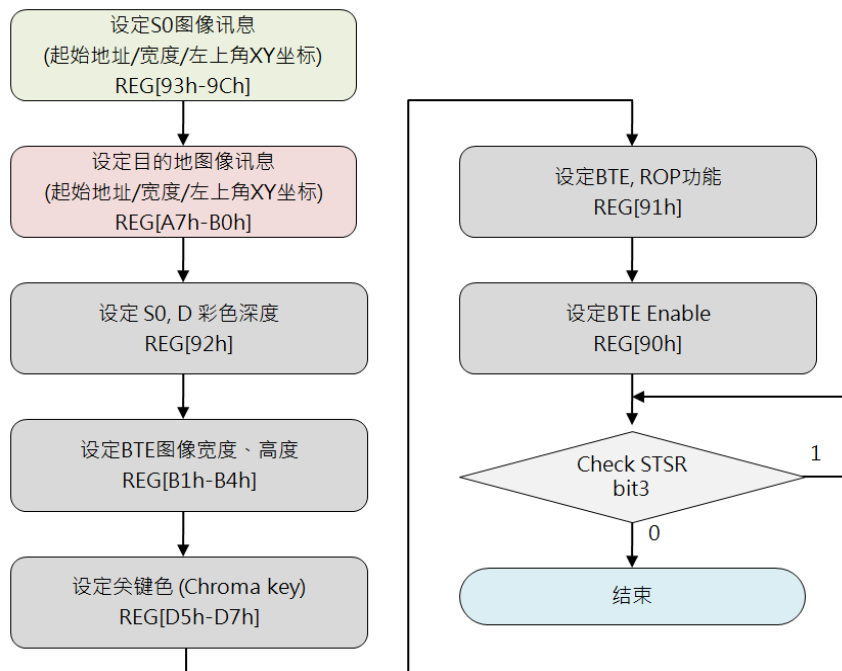 设定S0图像讯息
(起始地址/宽度/左上角XY坐标)
REG[93h-9Ch]
设定目的地图像讯息
(起始地址/宽度/左上角XY坐标)
REG[A7h-B0h]
设定 S0, D 彩色深度
REG[92h]
设定BTE图像宽度、高度
REG[B1h-B4h]
设定尖键色 (Chroma key)
REG[D5h-D7h]
设定BTE, ROP功能
REG[91h]
设定BTE Enable
REG[90h]
Check STSR
bit3
1
0
结束